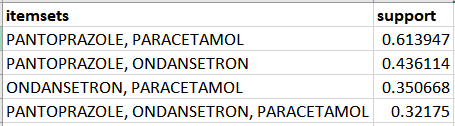 itemsets support
PANTOPRAZOLE, PARACETAMOL 0.613947
PANTOPRAZOLE, ONDANSETRON 0.436114
ONDANSETRON, PARACETAMOL 0.350668
PANTOPRAZOLE, ONDANSETRON, PARACETAMOL 0.32175